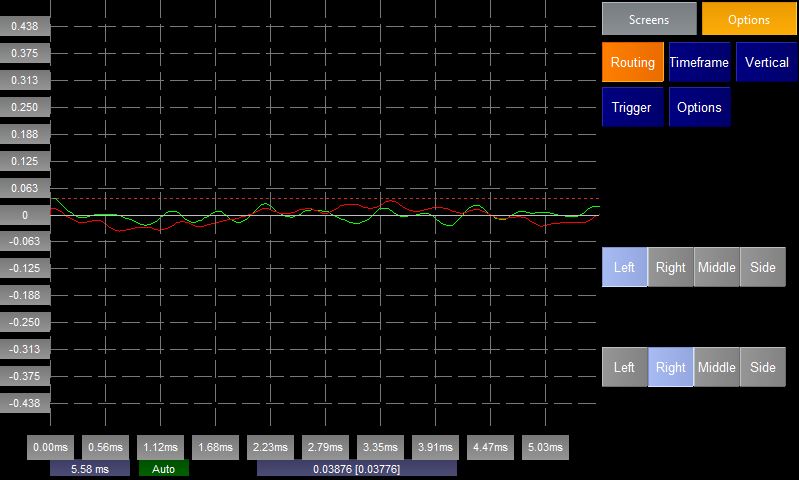 Screens
Options
Routing
Timeframe
Vertical
Trigger
Options
0.438
0.375
0.313
0.250
0.188
0.125
0.063
0
-0.063
-0.125
-0.188
-0.250
-0.313
-0.375
-0.438
Left Right Middle Side
Left Right Middle Side
0.00ms 0.56ms 1.12ms 1.68ms 2.23ms 2.79ms 3.35ms 3.91ms 4.47ms 5.03ms
5.58 ms
Auto
0.03876 [0.03776]